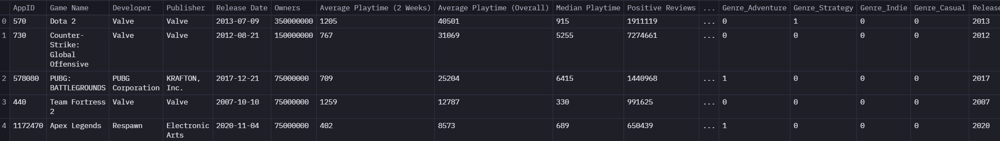 AppID Game Name Developer Publisher Release Date Owners Average Playtime (2 Weeks) Average Playtime (Overall) Median Playtime Positive Reviews ... Genre_Adventure Genre_Strategy Genre_Indie Genre_Casual Release
0 570 Dota 2 Valve Valve 2013-07-09 350000000 1205 40501 915 1911119 ... 0 1 0 0 2013
1 730 Counter- Valve Valve 2012-08-21 150000000 767 31069 5255 7274661 ... 0 0 0 0 2012
Strike:
Global
Offensive
2 578080 PUBG: PUBG KRAFTON, 2017-12-21 75000000 709 25204 6415 1440968 ... 1 0 0 0 2017
BATTLEGROUNDS Corporation Inc.
3 440 Team Fortress Valve Valve 2007-10-10 75000000 1259 12787 330 991625 ... 0 0 0 0 2007
2
4 1172470 Apex Legends Respawn Electronic 2020-11-04 75000000 402 8573 689 650439 ... 1 0 0 0 2020
Arts